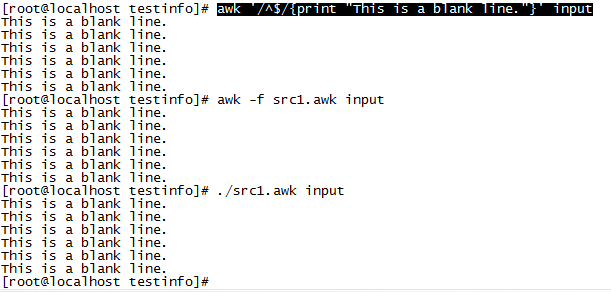 [root@localhost testinfo]# awk '/^$/{print "This is a blank line."}' input
This is a blank line.
This is a blank line.
This is a blank line.
This is a blank line.
This is a blank line.
This is a blank line.
[root@localhost testinfo]# awk -f src1.awk input
This is a blank line.
This is a blank line.
This is a blank line.
This is a blank line.
This is a blank line.
This is a blank line.
[root@localhost testinfo]# ./src1.awk input
This is a blank line.
This is a blank line.
This is a blank line.
This is a blank line.
This is a blank line.
This is a blank line.
[root@localhost testinfo]#